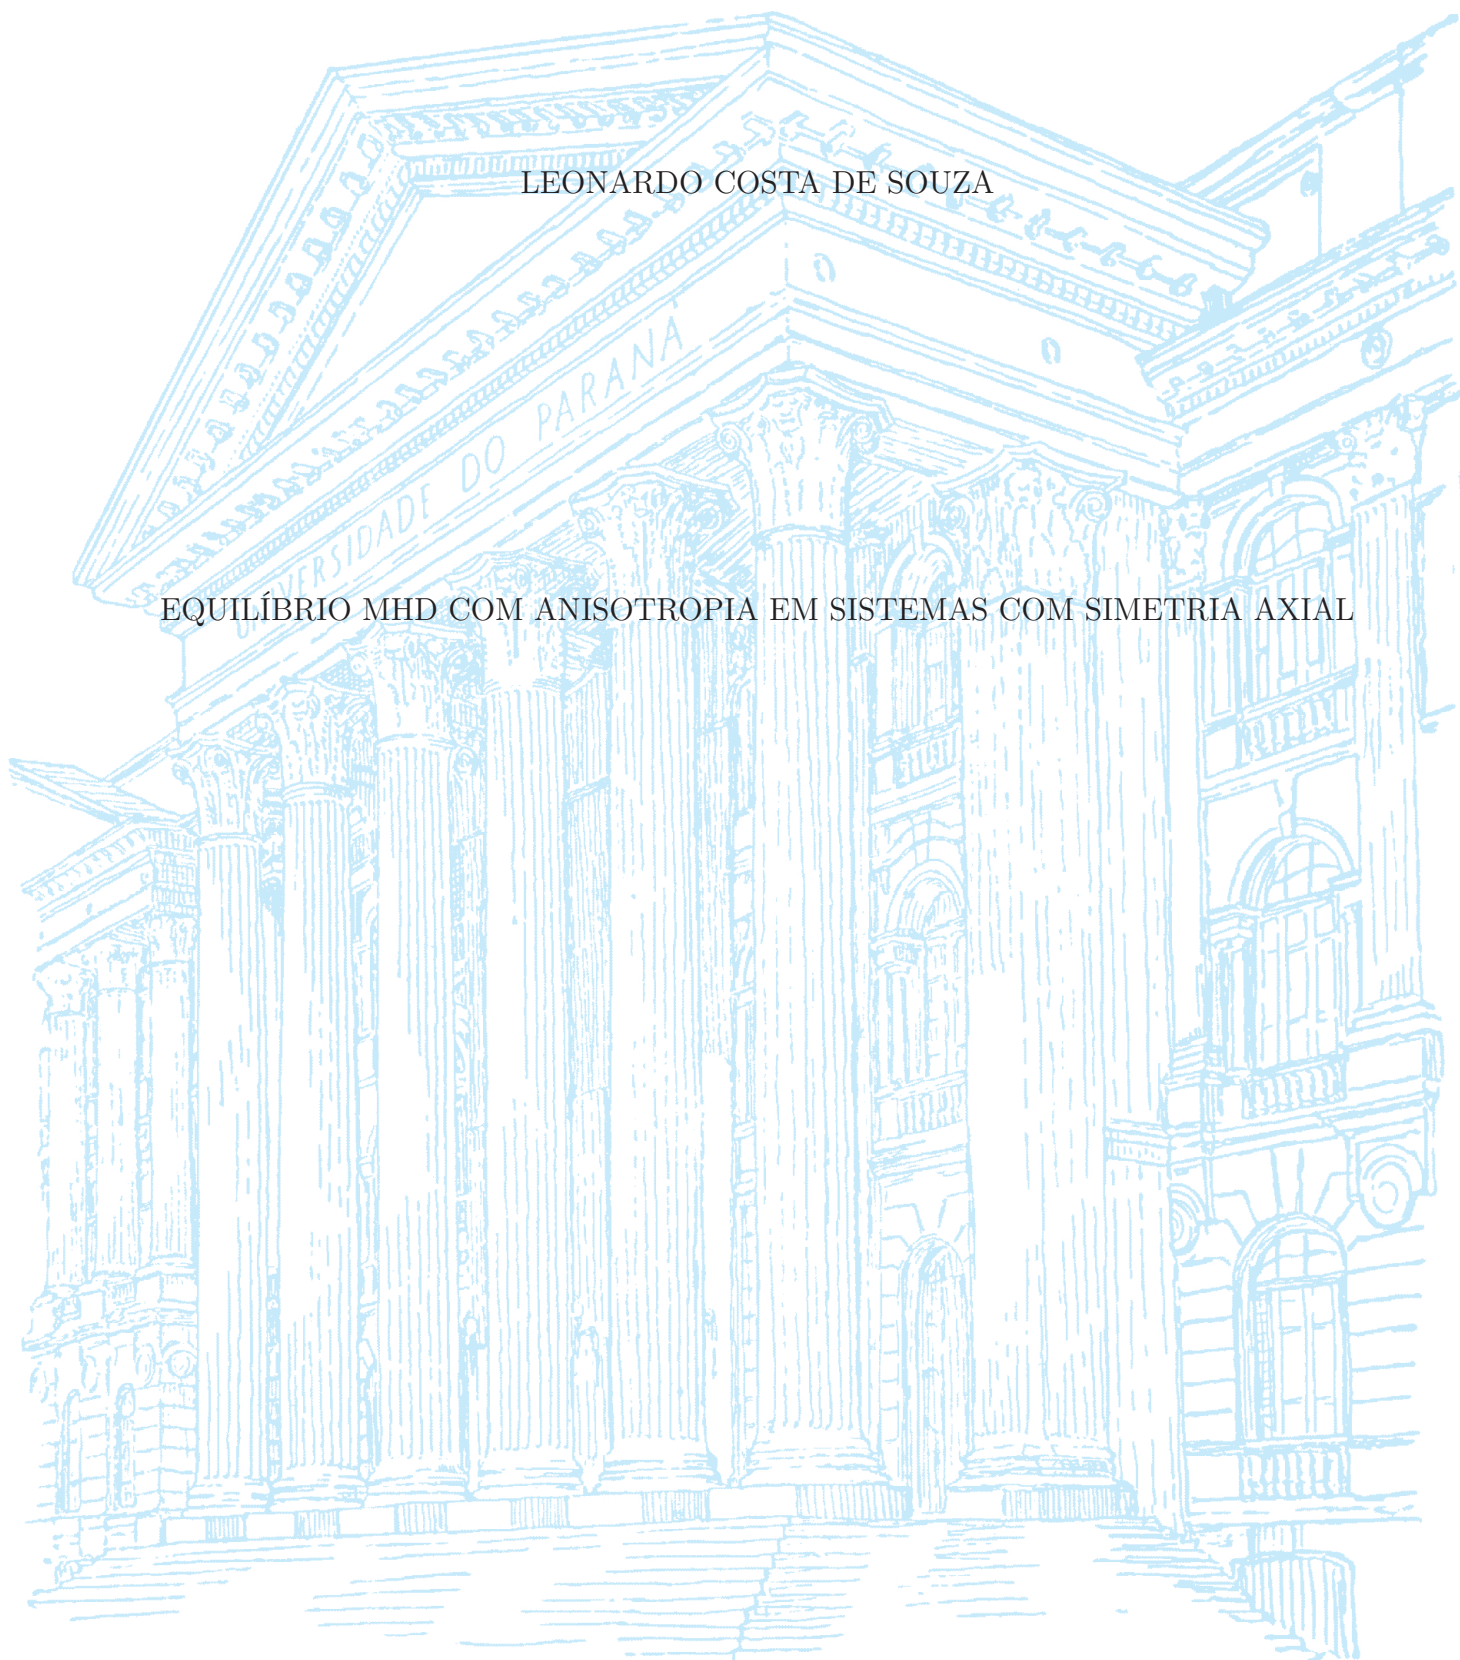 LEONARDO COSTA DE SOUZA
UNIVERSIDADE DO PARANÁ
EQUILÍBRIO MHD COM ANISOTROPIA EM SISTEMAS COM SIMETRIA AXIAL